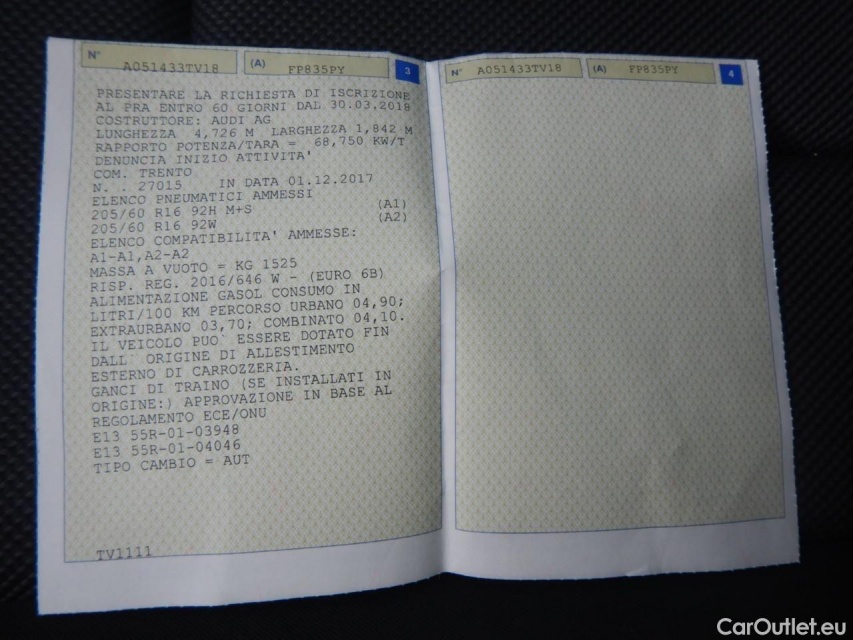 N° A051433TV18 (A) FP835PY 3
PRESENTARE LA RICHIESTA DI ISCRIZIONE
AL PRA ENTRO 60 GIORNI DAL 30.03.2018
COSTRUTTORE: AUDI AG
LUNGHEZZA 4,726 M LARGHEZZA 1,842 M
RAPPORTO POTENZA/TARA = 68,750 KW/T
DENUNCIA INIZIO ATTIVITA'
COM. TRENTO
N. . 27015 IN DATA 01.12.2017
ELENCO PNEUMATICI AMMESSI
205/60 R16 92H M+S (A1)
205/60 R16 92W (A2)
ELENCO COMPATIBILITA' AMMESSE:
A1-A1,A2-A2
MASSA A VUOTO = KG 1525
RISP. REG. 2016/646 W - (EURO 6B)
ALIMENTAZIONE GASOL CONSUMO IN
LITRI/100 KM PERCORSO URBANO 04,90;
EXTRAURBANO 03,70; COMBINATO 04,10.
IL VEICOLO PUO` ESSERE DOTATO FIN
DALL` ORIGINE DI ALLESTIMENTO
ESTERNO DI CARROZZERIA.
GANCI DI TRAINO (SE INSTALLATI IN
ORIGINE:) APPROVAZIONE IN BASE AL
REGOLAMENTO ECE/ONU
E13 55R-01-03948
E13 55R-01-04046
TIPO CAMBIO = AUT
TV1111
N° A051433TV18 (A) FP835PY 4
CarOutlet.eu